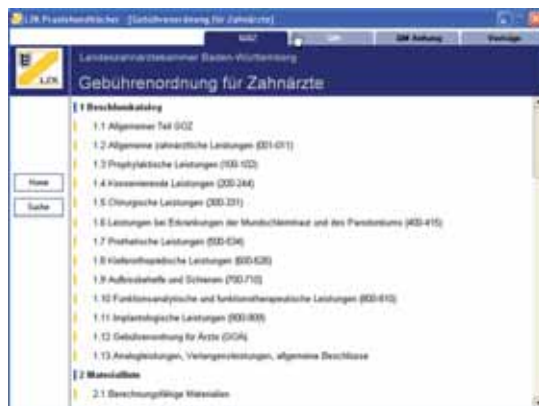 LZK Praxishandbücher - [Gebührenordnung für Zahnärzte]
GOZ
QM Anhang
Verträge
LZK
Landeszahnärztekammer Baden-Württemberg
Gebührenordnung für Zahnärzte
1 Beschlusskatalog
1.1 Allgemeiner Teil GOZ
1.2 Allgemeine zahnärztliche Leistungen (001-011)
1.3 Prophylaktische Leistungen (100-102)
1.4 Konservierende Leistungen (200-244)
1.5 Chirurgische Leistungen (300-331)
1.6 Leistungen bei Erkrankungen der Mundschleimhaut und des Parodontiums (400-415)
1.7 Prothetische Leistungen (500-534)
1.8 Kieferorthopädische Leistungen (600-626)
1.9 Aufbissbehelfe und Schienen (700-710)
1.10 Funktionsanalytische und funktionstherapeutische Leistungen (800-810)
1.11 Implantologische Leistungen (900-909)
1.12 Gebührenordnung für Ärzte (GOÄ)
1.13 Analogleistungen, Verlangensleistungen, allgemeine Beschlüsse
2 Materialliste
2.1 Berechnungsfähige Materialien
Home
Suche